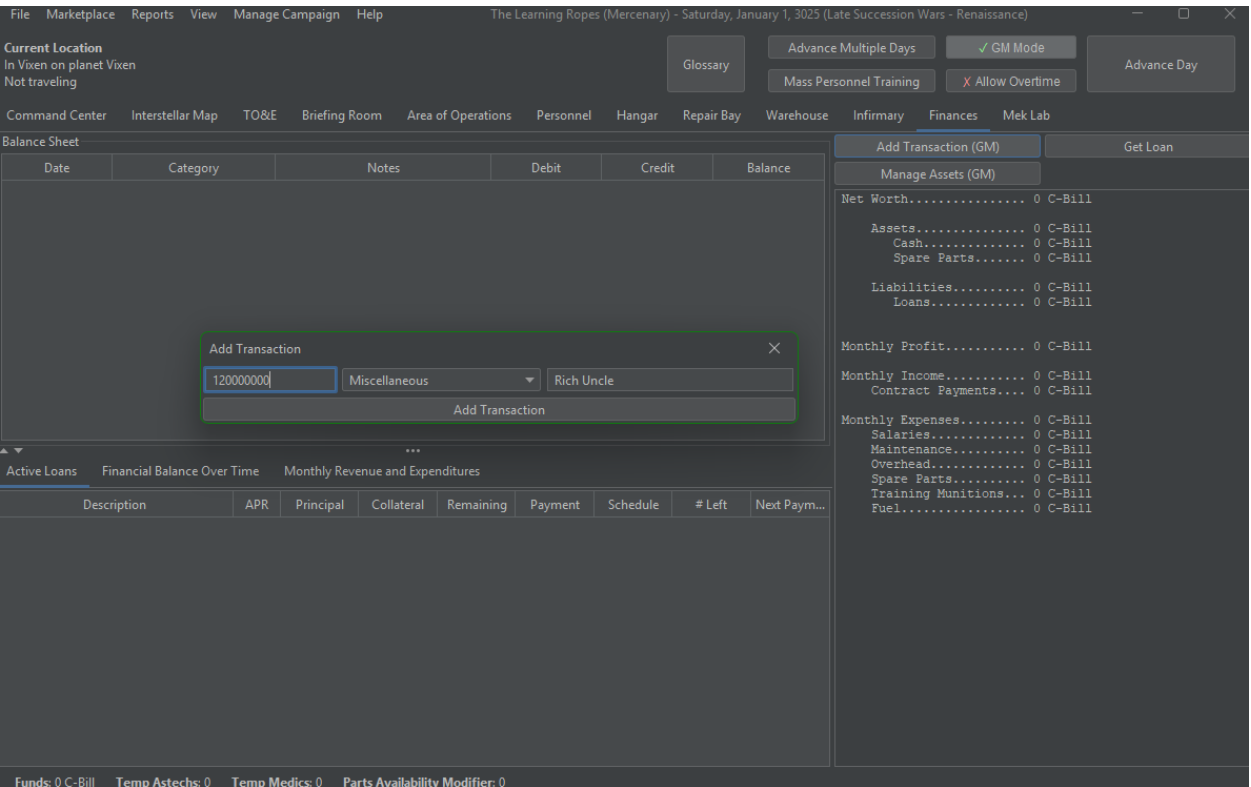 File Marketplace Reports View Manage Campaign Help The Learning Ropes (Mercenary) - Saturday, January 1, 3025 (Late Succession Wars - Renaissance)
Current Location
In Vixen on planet Vixen
Not traveling
Glossary
Advance Multiple Days
✓ GM Mode
Mass Personnel Training
X Allow Overtime
Advance Day
Command Center Interstellar Map TO&E Briefing Room Area of Operations Personnel Hangar Repair Bay Warehouse Infirmary Finances Mek Lab
Balance Sheet
Date Category Notes Debit Credit Balance
Add Transaction
120000000 Miscellaneous Rich Uncle
Add Transaction
Active Loans Financial Balance Over Time Monthly Revenue and Expenditures
Description APR Principal Collateral Remaining Payment Schedule # Left Next Paym...
Add Transaction (GM) Get Loan
Manage Assets (GM)
Net Worth................ 0 C-Bill
Assets............... 0 C-Bill
Cash.............. 0 C-Bill
Spare Parts....... 0 C-Bill
Liabilities.......... 0 C-Bill
Loans............. 0 C-Bill
Monthly Profit........... 0 C-Bill
Monthly Income........... 0 C-Bill
Contract Payments.... 0 C-Bill
Monthly Expenses......... 0 C-Bill
Salaries............. 0 C-Bill
Maintenance.......... 0 C-Bill
Overhead............. 0 C-Bill
Spare Parts.......... 0 C-Bill
Training Munitions... 0 C-Bill
Fuel................. 0 C-Bill
Funds: 0 C-Bill Temp Astechs: 0 Temp Medics: 0 Parts Availability Modifier: 0